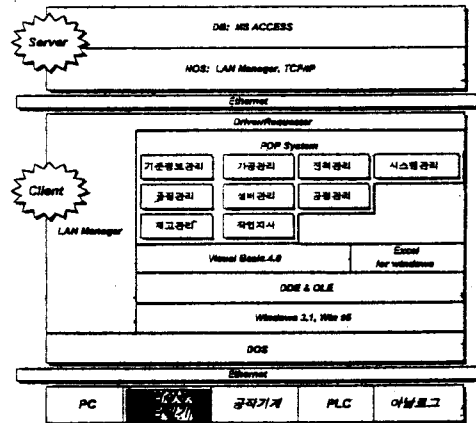 Server
DB: MS ACCESS
NOS: LAN Manager, TCP/IP
Ethernet
Driver/Requester
POP System
기준정보관리 가공관리 진척관리 시스템관리
Client
품질관리 설비관리 공정관리
LAN Manager
재고관리 작업지시
Visual Basic 4.0
Excel
for windows
DDE & OLE
Windows 3.1, Win 95
DOS
Ethernet
PC 공작기계 PLC 아날로그